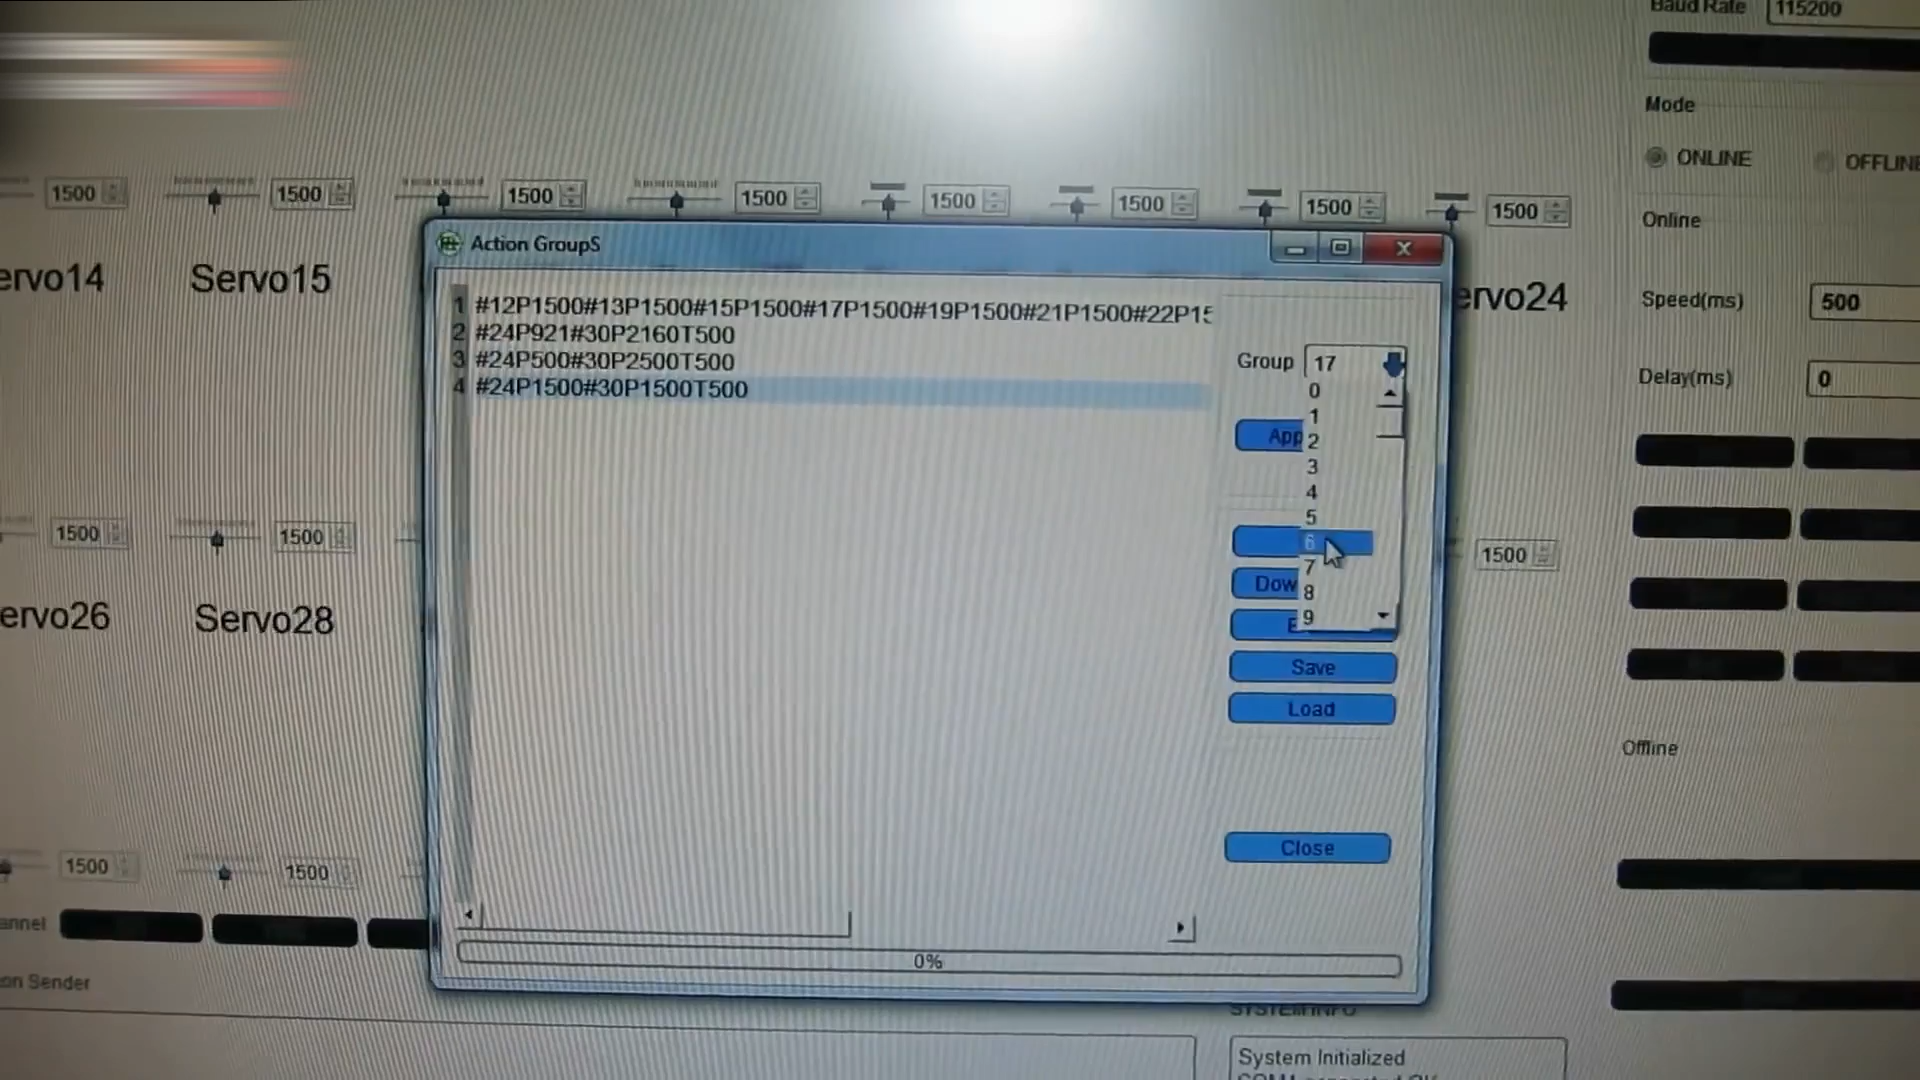 Baud Rate 115200
Mode
ONLINE OFFLINE
1500 1500 1500 1500 1500 1500 1500 1500
Online
Action GroupS
ervo14 Servo15 ervo24
Speed(ms) 500
1 #12P1500#13P1500#15P1500#17P1500#19P1500#21P1500#22P15
2 #24P921#30P2160T500
3 #24P500#30P2500T500
4 #24P1500#30P1500T500
Group 17
Delay(ms) 0
0
1
App
2
3
4
5
6
7
Dow
8
9
1500 1500 1500
ervo26 Servo28
Save
Load
Offline
Close
1500 1500
annel
0%
on Sender
SYSTEM INFO
System Initialized